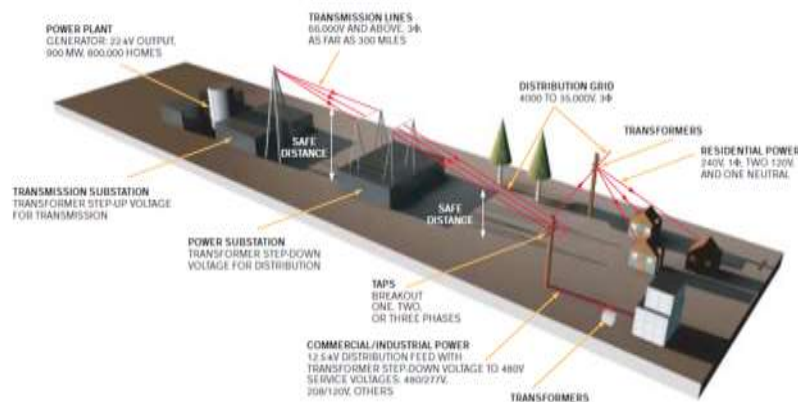 POWER PLANT
GENERATOR: 22-kV OUTPUT,
900 MW, 800,000 HOMES
TRANSMISSION LINES
66,000V AND ABOVE, 3Φ,
AS FAR AS 300 MILES
DISTRIBUTION GRID
4000 TO 35,000V, 3Φ
TRANSFORMERS
RESIDENTIAL POWER
240V, 1Φ, TWO 120V,
AND ONE NEUTRAL
SAFE
DISTANCE
TRANSMISSION SUBSTATION
TRANSFORMER STEP-UP VOLTAGE
FOR TRANSMISSION
SAFE
DISTANCE
POWER SUBSTATION
TRANSFORMER STEP-DOWN
VOLTAGE FOR DISTRIBUTION
TAPS
BREAKOUT
ONE, TWO,
OR THREE PHASES
COMMERCIAL/INDUSTRIAL POWER
12.5-kV DISTRIBUTION FEED WITH
TRANSFORMER STEP-DOWN VOLTAGE TO 480V
SERVICE VOLTAGES: 480/277V,
208/120V, OTHERS
TRANSFORMERS